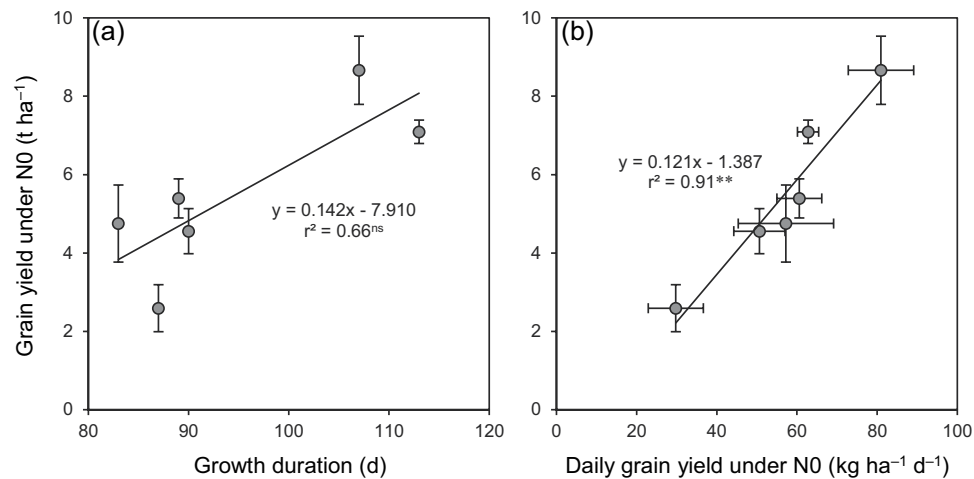 (a)
Grain yield under N0 (t ha⁻¹)
10
8
6
4
2
0
y = 0.142x - 7.910
r² = 0.66ⁿˢ
80
90
100
110
120
Growth duration (d)
(b)
10
8
6
4
2
0
y = 0.121x - 1.387
r² = 0.91**
0
20
40
60
80
100
Daily grain yield under N0 (kg ha⁻¹ d⁻¹)